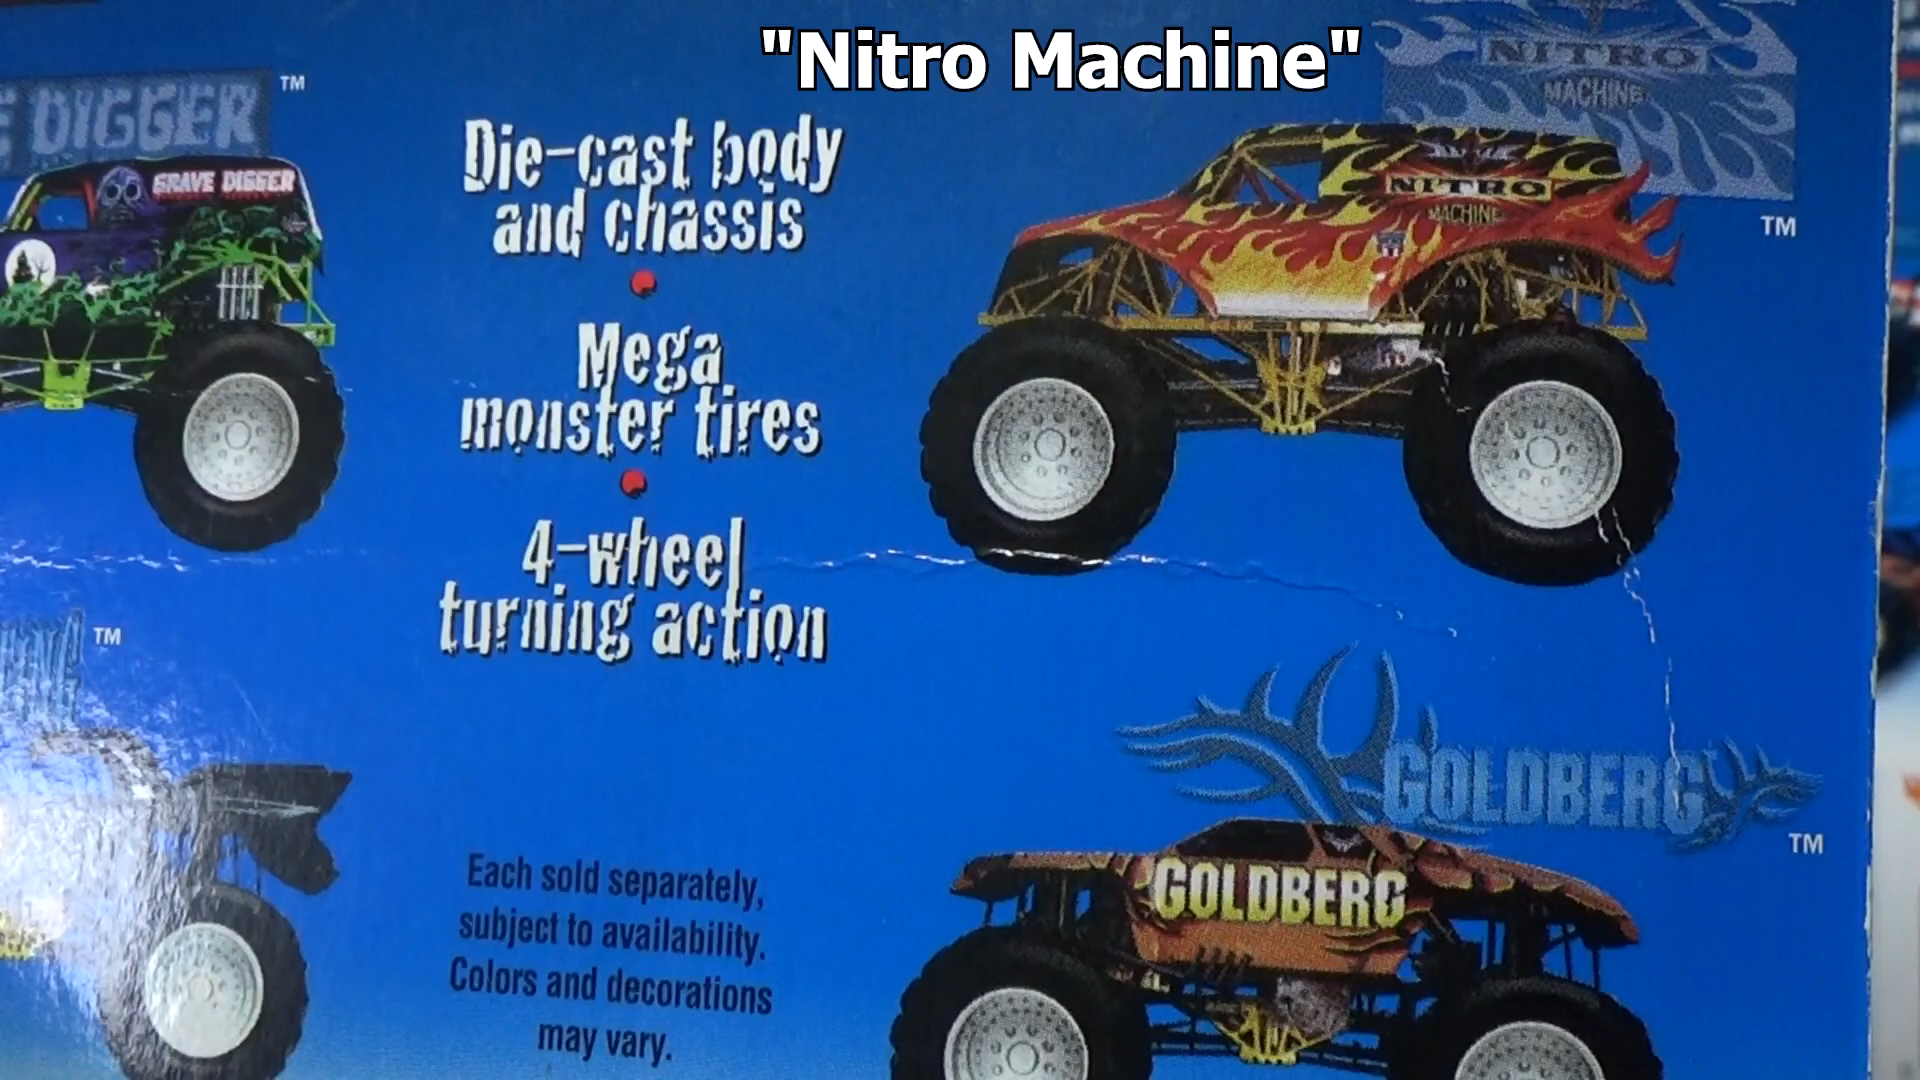 "Nitro Machine"
NITRO
MACHINE
TM
E DIGGER
TM
GRAVE DIGGER
Die-cast body
and chassis
NITRO
MACHINE
Mega
monster tires
4-wheel
turning action
TM
GOLDBERG
TM
GOLDBERG
Each sold separately,
subject to availability.
Colors and decorations
may vary.